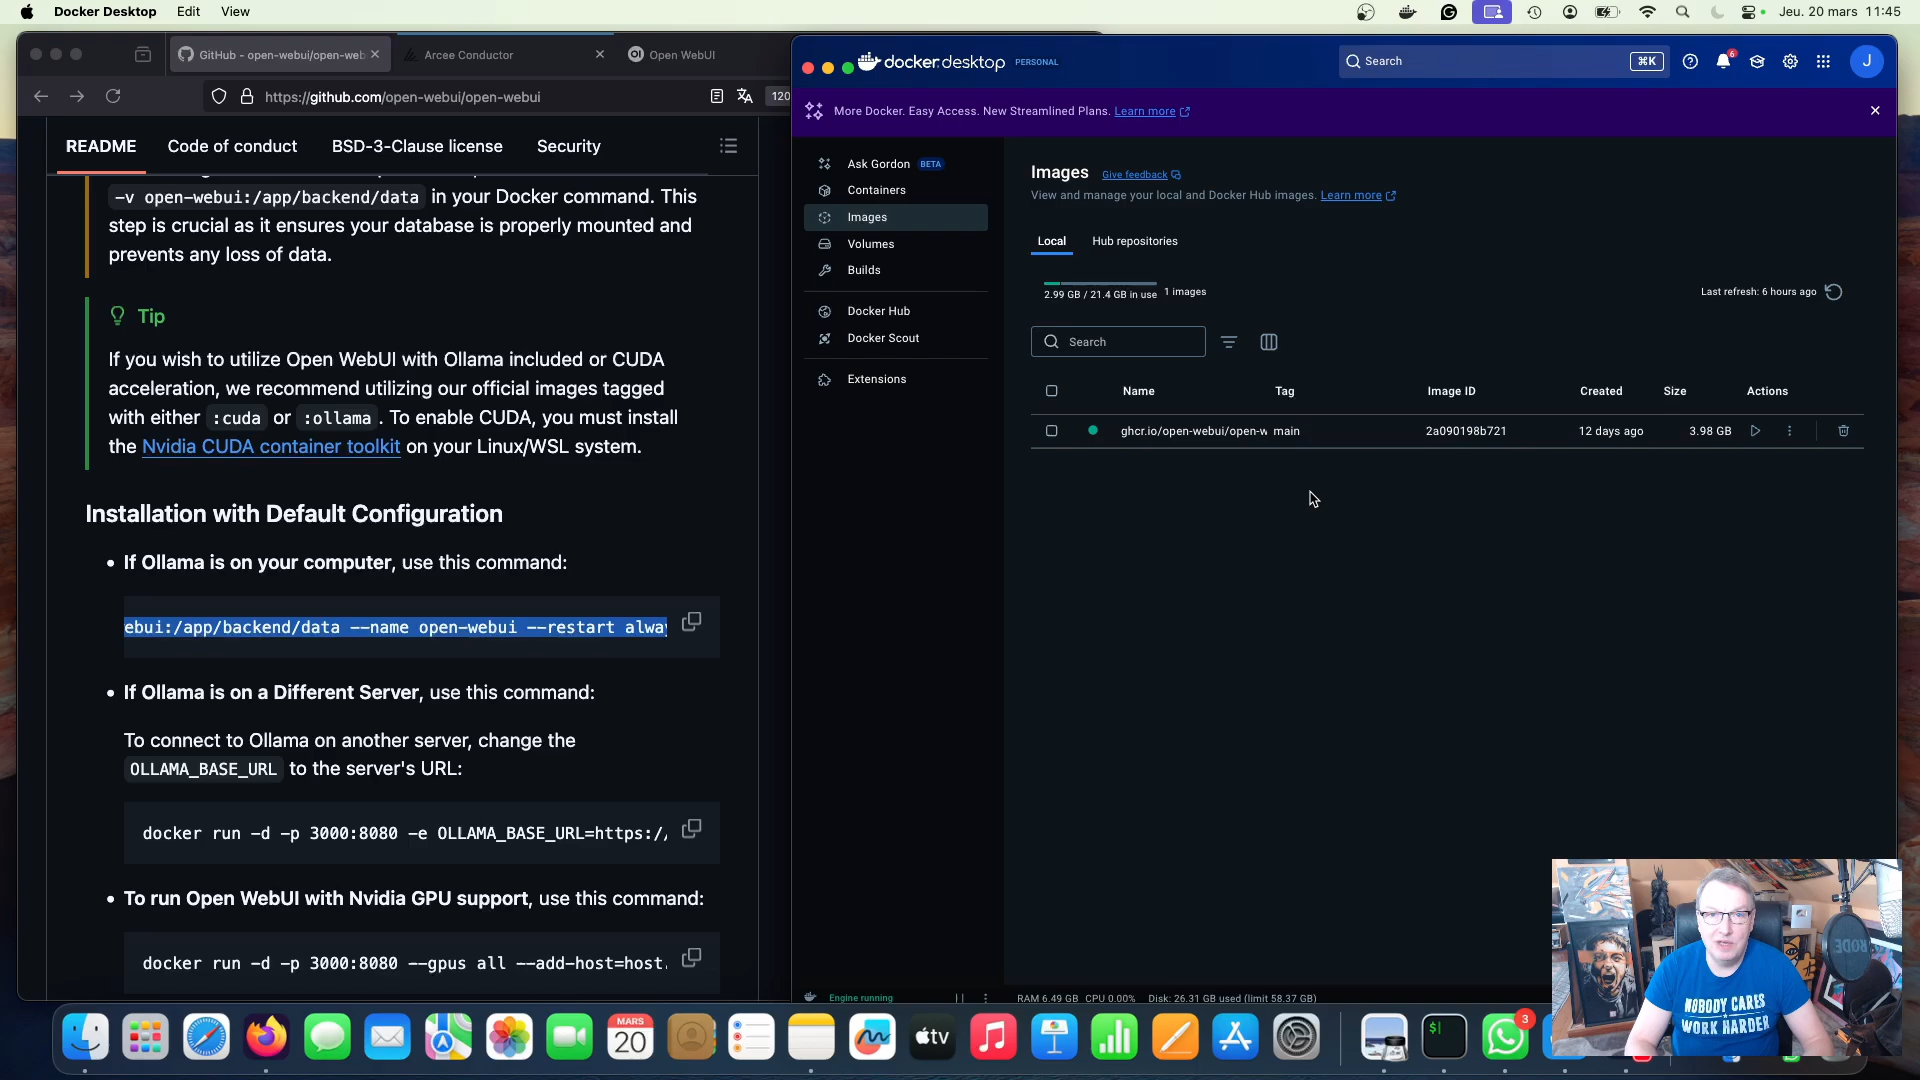 Docker Desktop Edit View
Jeu. 20 mars 11:45
GitHub - open-webui/open-web
Arcee Conductor
Open WebUI
https://github.com/open-webui/open-webui
120
README Code of conduct BSD-3-Clause license Security
-v open-webui:/app/backend/data in your Docker command. This
step is crucial as it ensures your database is properly mounted and
prevents any loss of data.
Tip
If you wish to utilize Open WebUI with Ollama included or CUDA
acceleration, we recommend utilizing our official images tagged
with either :cuda or :ollama . To enable CUDA, you must install
the Nvidia CUDA container toolkit on your Linux/WSL system.
Installation with Default Configuration
• If Ollama is on your computer, use this command:
ebui:/app/backend/data --name open-webui --restart alway
• If Ollama is on a Different Server, use this command:
To connect to Ollama on another server, change the
OLLAMA_BASE_URL to the server's URL:
docker run -d -p 3000:8080 -e OLLAMA_BASE_URL=https://
• To run Open WebUI with Nvidia GPU support, use this command:
docker run -d -p 3000:8080 --gpus all --add-host=host.
docker.desktop PERSONAL
Search ⌘K
6
J
More Docker. Easy Access. New Streamlined Plans. Learn more
Ask Gordon BETA
Containers
Images
Volumes
Builds
Docker Hub
Docker Scout
Extensions
Images Give feedback
View and manage your local and Docker Hub images. Learn more
Local Hub repositories
2.99 GB / 21.4 GB in use 1 images
Last refresh: 6 hours ago
Search
Name Tag Image ID Created Size Actions
ghcr.io/open-webui/open-w main 2a090198b721 12 days ago 3.98 GB
Engine running
RAM 6.49 GB CPU 0.00% Disk: 26.31 GB used (limit 58.37 GB)
MARS
20
tv
$
3
RODE
NOBODY CARES
WORK HARDER